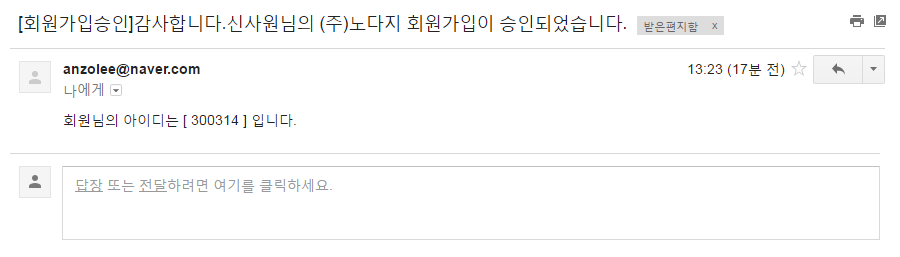 [회원가입승인]감사합니다.신사원님의 (주)노다지 회원가입이 승인되었습니다. 받은편지함 x
anzolee@naver.com 13:23 (17분 전)
나에게
회원님의 아이디는 [ 300314 ] 입니다.
답장 또는 전달하려면 여기를 클릭하세요.